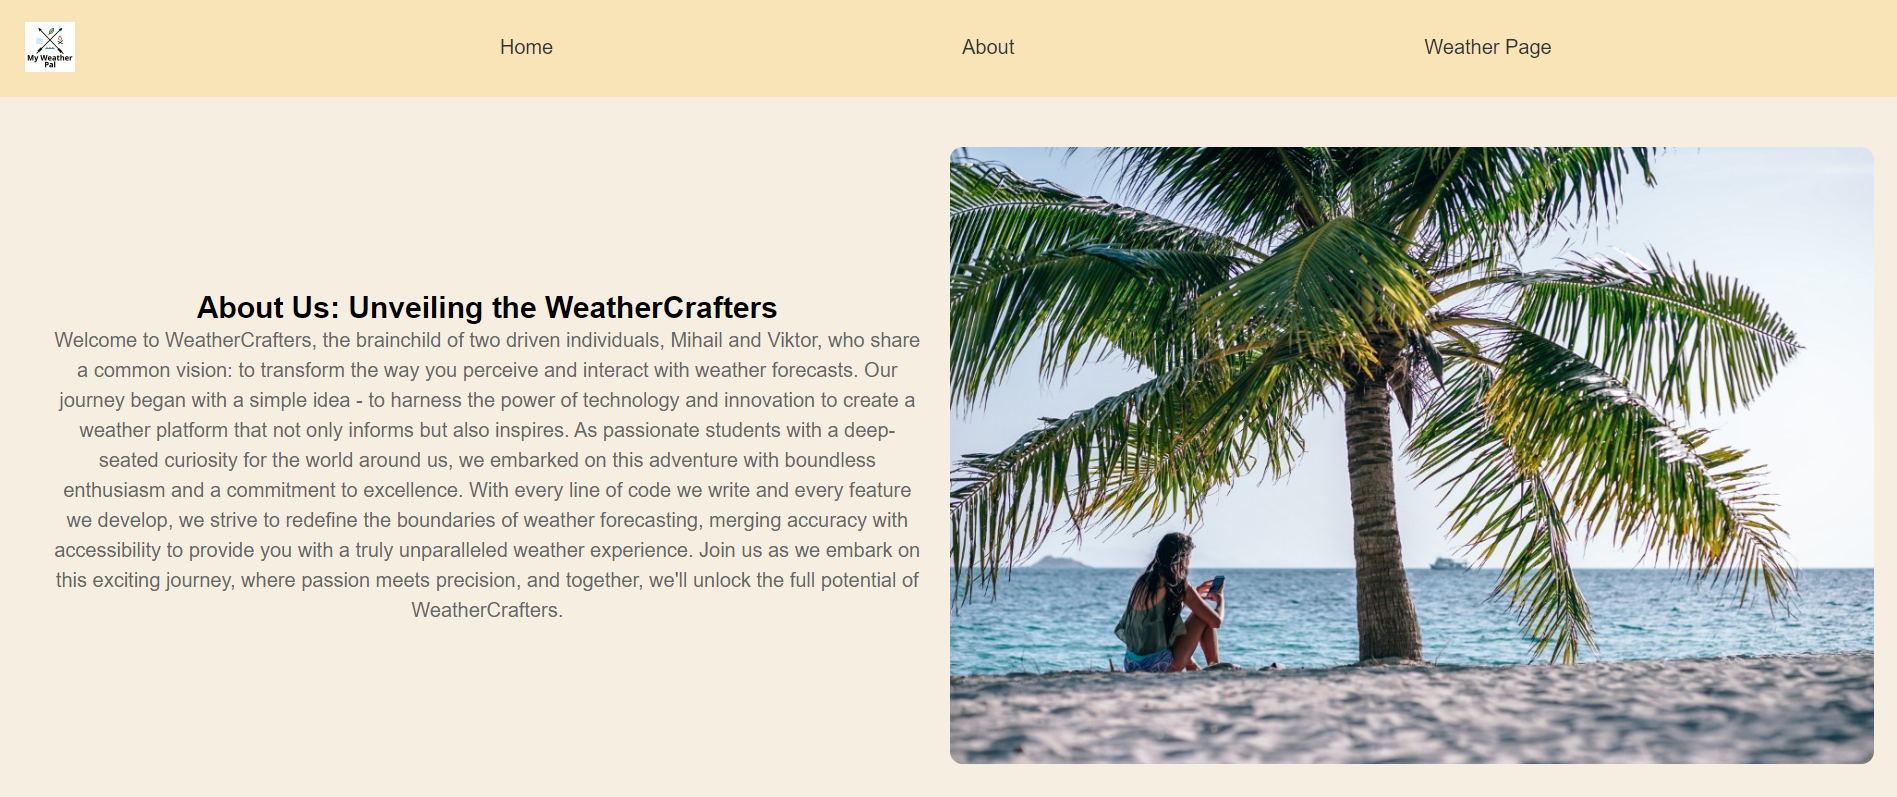 My Weather
Pal
Home
About
Weather Page
About Us: Unveiling the WeatherCrafters
Welcome to WeatherCrafters, the brainchild of two driven individuals, Mihail and Viktor, who share
a common vision: to transform the way you perceive and interact with weather forecasts. Our
journey began with a simple idea - to harness the power of technology and innovation to create a
weather platform that not only informs but also inspires. As passionate students with a deep-
seated curiosity for the world around us, we embarked on this adventure with boundless
enthusiasm and a commitment to excellence. With every line of code we write and every feature
we develop, we strive to redefine the boundaries of weather forecasting, merging accuracy with
accessibility to provide you with a truly unparalleled weather experience. Join us as we embark on
this exciting journey, where passion meets precision, and together, we'll unlock the full potential of
WeatherCrafters.